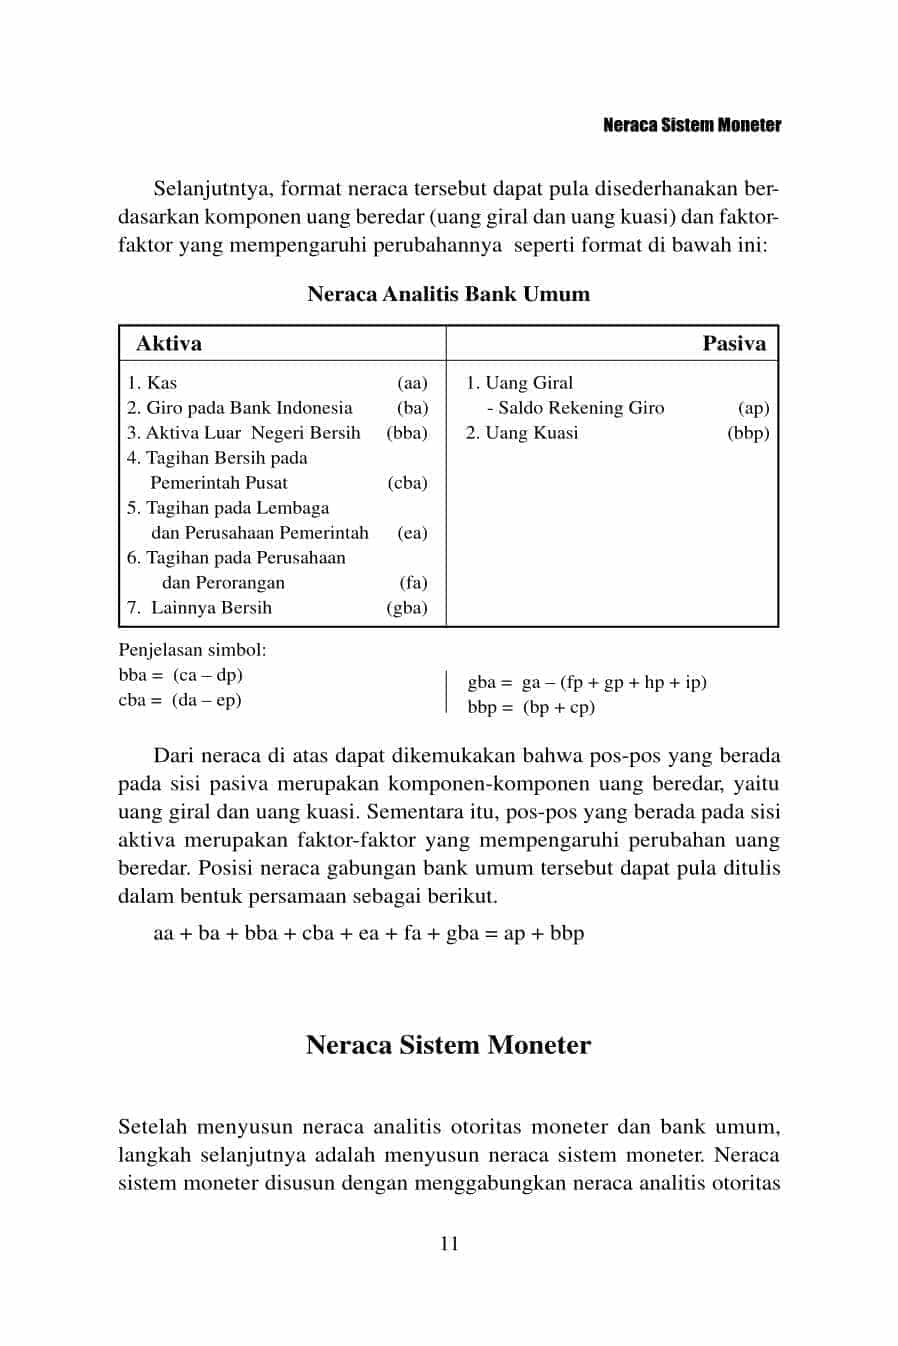 Neraca Sistem Moneter
Selanjutntya, format neraca tersebut dapat pula disederhanakan ber-
dasarkan komponen uang beredar (uang giral dan uang kuasi) dan faktor-
faktor yang mempengaruhi perubahannya seperti format di bawah ini:
Neraca Analitis Bank Umum
Aktiva Pasiva
1. Kas (aa)
2. Giro pada Bank Indonesia (ba)
3. Aktiva Luar Negeri Bersih (bba)
4. Tagihan Bersih pada
Pemerintah Pusat (cba)
5. Tagihan pada Lembaga
dan Perusahaan Pemerintah (ea)
6. Tagihan pada Perusahaan
dan Perorangan (fa)
7. Lainnya Bersih (gba)
1. Uang Giral
- Saldo Rekening Giro (ap)
2. Uang Kuasi (bbp)
Penjelasan simbol:
bba = (ca – dp)
cba = (da – ep)
gba = ga – (fp + gp + hp + ip)
bbp = (bp + cp)
Dari neraca di atas dapat dikemukakan bahwa pos-pos yang berada
pada sisi pasiva merupakan komponen-komponen uang beredar, yaitu
uang giral dan uang kuasi. Sementara itu, pos-pos yang berada pada sisi
aktiva merupakan faktor-faktor yang mempengaruhi perubahan uang
beredar. Posisi neraca gabungan bank umum tersebut dapat pula ditulis
dalam bentuk persamaan sebagai berikut.
aa + ba + bba + cba + ea + fa + gba = ap + bbp
Neraca Sistem Moneter
Setelah menyusun neraca analitis otoritas moneter dan bank umum,
langkah selanjutnya adalah menyusun neraca sistem moneter. Neraca
sistem moneter disusun dengan menggabungkan neraca analitis otoritas
11